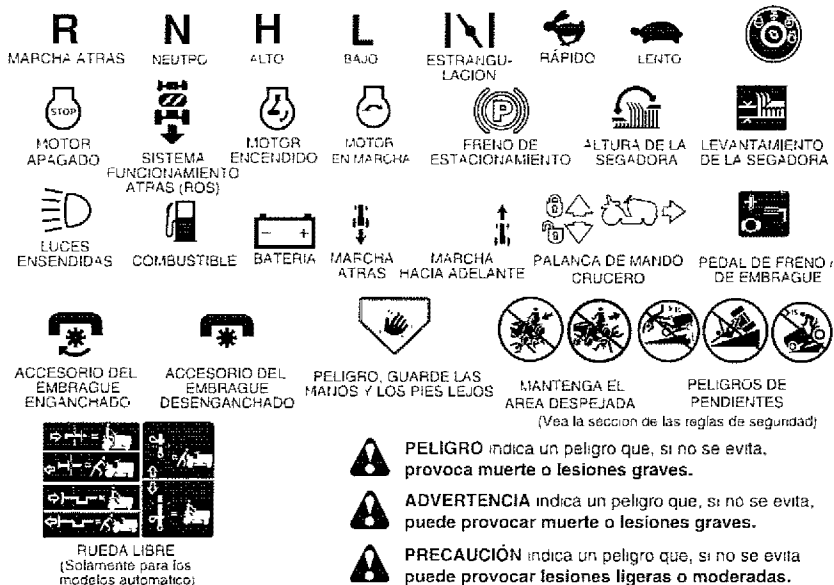 R N H L
MARCHA ATRAS NEUTRO ALTO BAJO ESTRANGU-
LACION RÁPIDO LENTO
STOP
P
MOTOR
APAGADO
SISTEMA
FUNCIONAMIENTO
ATRAS (ROS)
MOTOR
ENCENDIDO
MOTOR
EN MARCHA
FRENO DE
ESTACIONAMIENTO
ALTURA DE LA
SEGADORA
LEVANTAMIENTO
DE LA SEGADORA
LUCES
ENSENDIDAS
COMBUSTIBLE
- +
BATERIA
MARCHA
ATRAS
MARCHA
HACIA ADELANTE
PALANCA DE MANDO
CRUCERO
PEDAL DE FRENO /
DE EMBRAGUE
ACCESORIO DEL
EMBRAGUE
ENGANCHADO
ACCESORIO DEL
EMBRAGUE
DESENGANCHADO
PELIGRO, GUARDE LAS
MANOS Y LOS PIES LEJOS
MANTENGA EL
AREA DESPEJADA
PELIGROS DE
PENDIENTES
(Vea la sección de las reglas de seguridad)
RUEDA LIBRE
(Solamente para los
modelos automatico)
PELIGRO indica un peligro que, si no se evita,
provoca muerte o lesiones graves.
ADVERTENCIA indica un peligro que, si no se evita,
puede provocar muerte o lesiones graves.
PRECAUCIÓN indica un peligro que, si no se evita
puede provocar lesiones ligeras o moderadas.